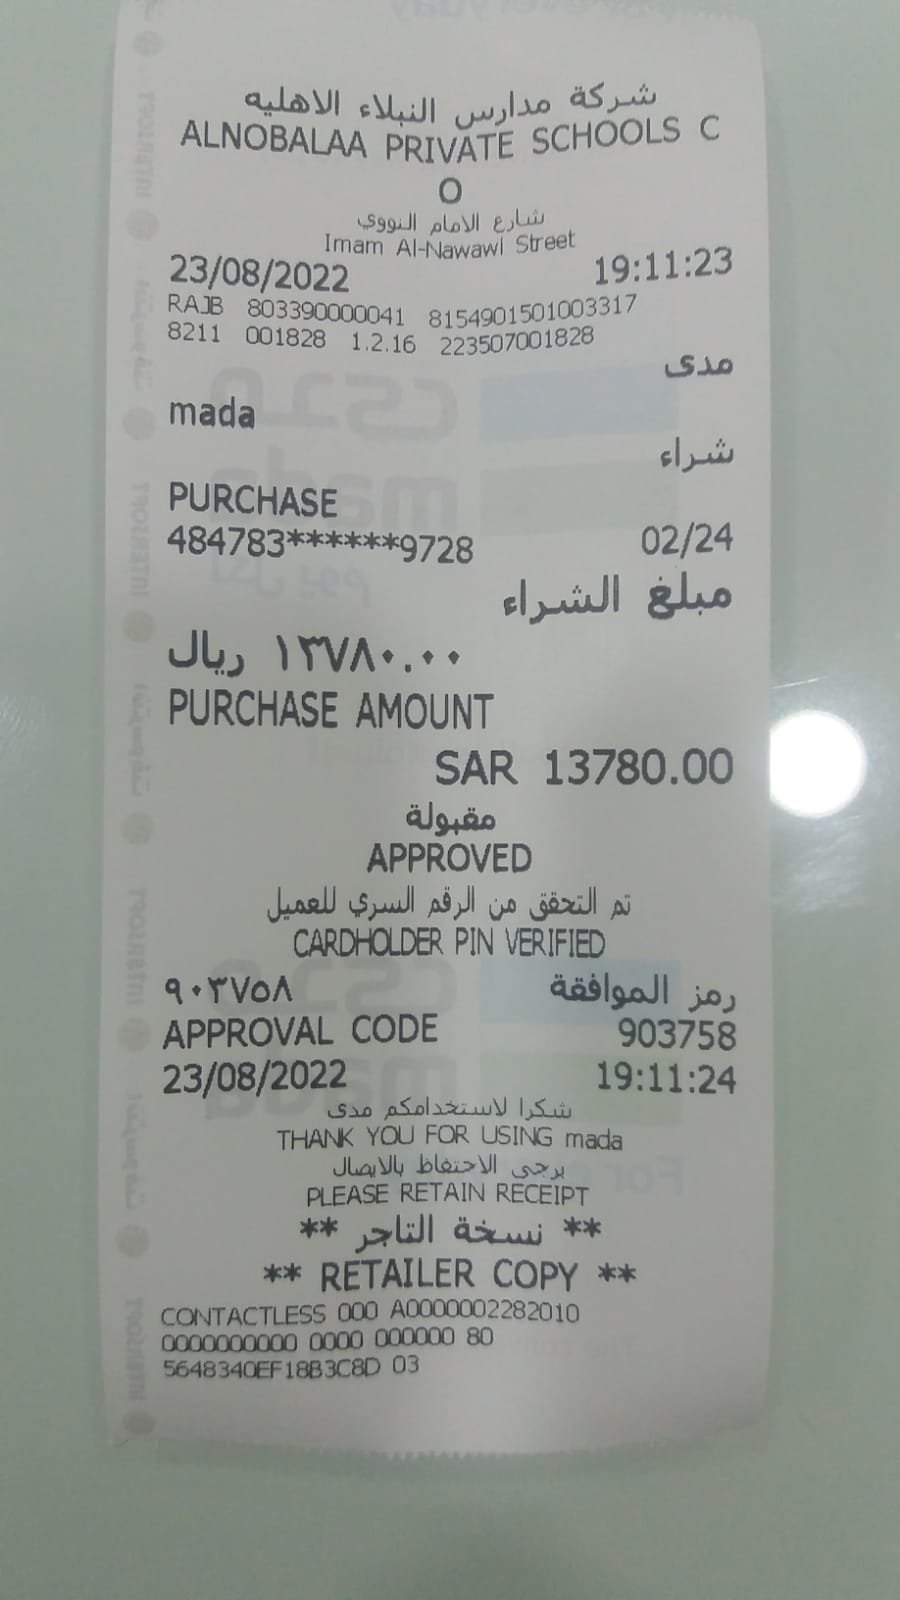 شركة مدارس النبلاء الاهليه
ALNOBALAA PRIVATE SCHOOLS C
O
شارع الامام النووي
Imam Al-Nawawi Street
23/08/2022 19:11:23
RAJB 803390000041 8154901501003317
8211 001828 1.2.16 223507001828
مدى
mada
شراء
PURCHASE
484783******9728 02/24
مبلغ الشراء
١٣٧٨٠.٠٠ ريال
PURCHASE AMOUNT
SAR 13780.00
مقبولة
APPROVED
تم التحقق من الرقم السري للعميل
CARDHOLDER PIN VERIFIED
رمز الموافقة ٩٠٣٧٥٨
APPROVAL CODE 903758
23/08/2022 19:11:24
شكرا لاستخدامكم مدى
THANK YOU FOR USING mada
يرجى الاحتفاظ بالايصال
PLEASE RETAIN RECEIPT
** نسخة التاجر **
** RETAILER COPY **
CONTACTLESS 000 A0000002282010
0000000000 0000 000000 80
5648340EF18B3C8D 03